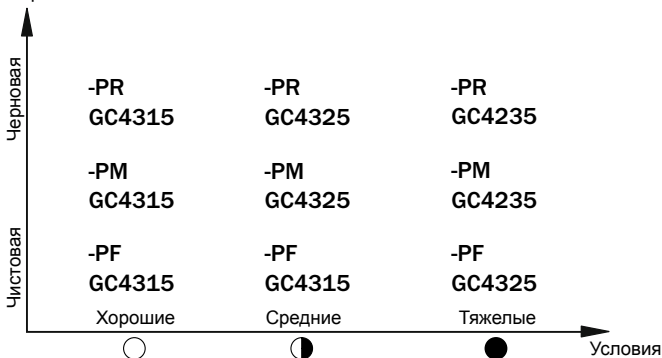 Черновая
-PR -PR -PR
GC4315 GC4325 GC4235
-PM -PM -PM
GC4315 GC4325 GC4235
Чистовая
-PF -PF -PF
GC4315 GC4315 GC4325
Хорошие Средние Тяжелые
Условия